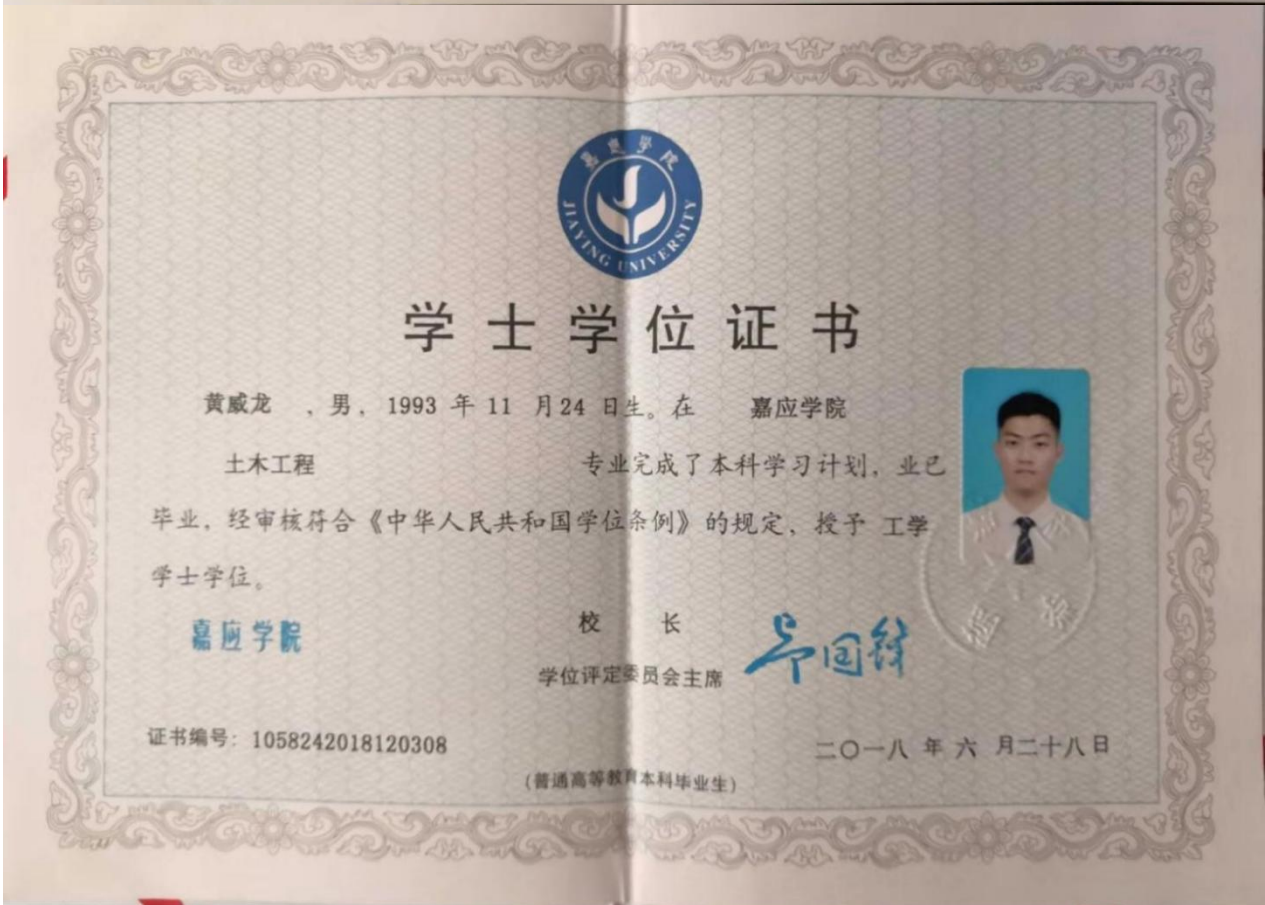 嘉应学院
JIAYING UNIVERSITY
学士学位证书
黄威龙 ，男，1993 年 11 月 24 日生。在 嘉应学院
土木工程 专业完成了本科学习计划，业已
毕业，经审核符合《中华人民共和国学位条例》的规定，授予 工学
学士学位。
嘉应学院
校 长
学位评定委员会主席
证书编号：1058242018120308
二〇一八 年 六 月二十八日
(普通高等教育本科毕业生)